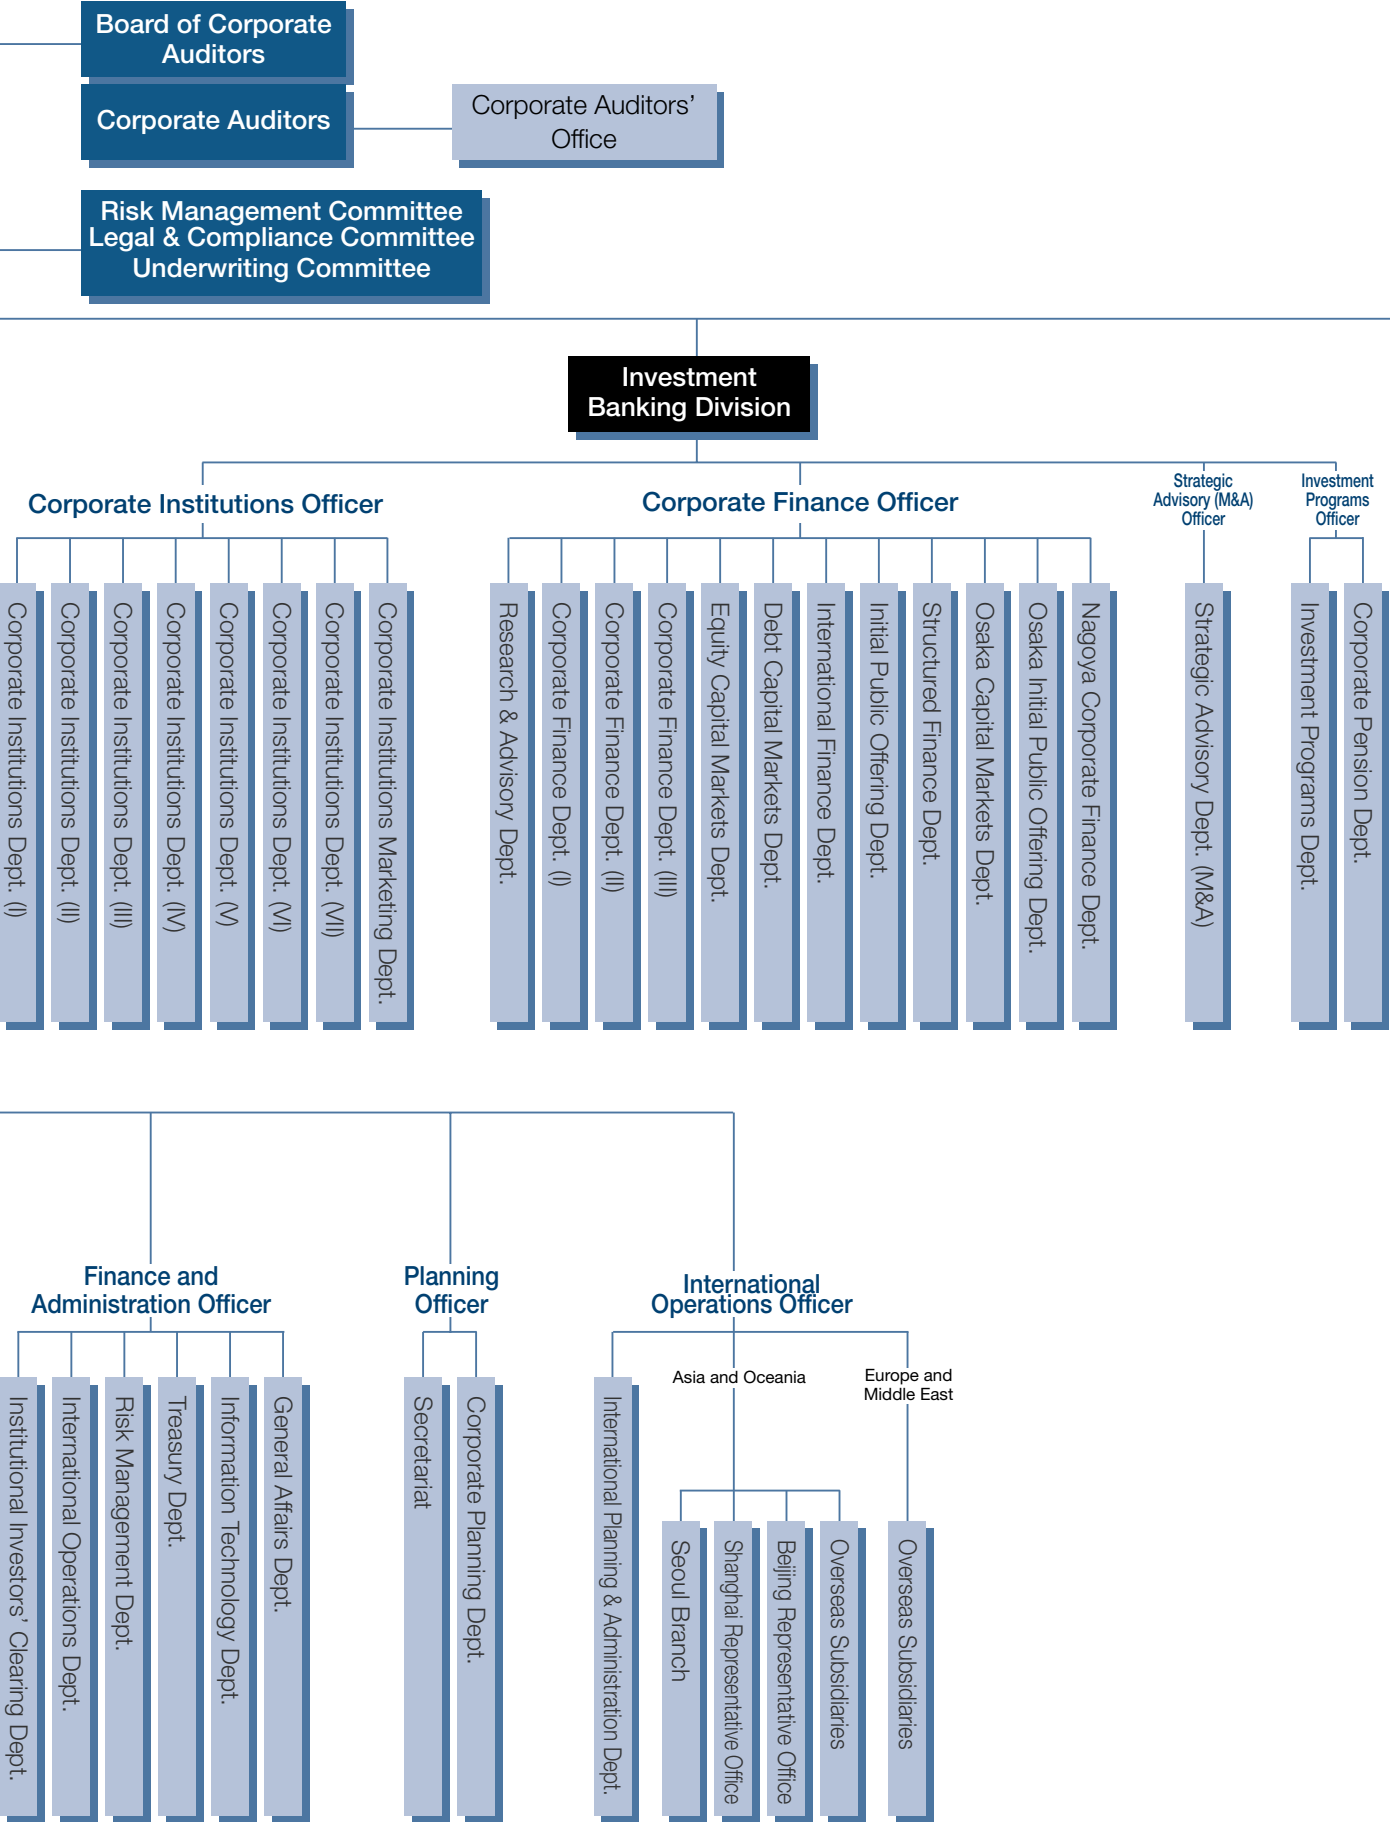 Board of Corporate
Auditors
Corporate Auditors
Corporate Auditors’
Office
Risk Management Committee
Legal & Compliance Committee
Underwriting Committee
Investment
Banking Division
Corporate Institutions Officer
Corporate Finance Officer
Strategic
Advisory (M&A)
Officer
Investment
Programs
Officer
Corporate Institutions Dept. (I)
Corporate Institutions Dept. (II)
Corporate Institutions Dept. (III)
Corporate Institutions Dept. (IV)
Corporate Institutions Dept. (V)
Corporate Institutions Dept. (VI)
Corporate Institutions Dept. (VII)
Corporate Institutions Marketing Dept.
Research & Advisory Dept.
Corporate Finance Dept. (I)
Corporate Finance Dept. (II)
Corporate Finance Dept. (III)
Equity Capital Markets Dept.
Debt Capital Markets Dept.
International Finance Dept.
Initial Public Offering Dept.
Structured Finance Dept.
Osaka Capital Markets Dept.
Osaka Initial Public Offering Dept.
Nagoya Corporate Finance Dept.
Strategic Advisory Dept. (M&A)
Investment Programs Dept.
Corporate Pension Dept.
Finance and
Administration Officer
Planning
Officer
International
Operations Officer
Asia and Oceania
Europe and
Middle East
Institutional Investors’ Clearing Dept.
International Operations Dept.
Risk Management Dept.
Treasury Dept.
Information Technology Dept.
General Affairs Dept.
Secretariat
Corporate Planning Dept.
International Planning & Administration Dept.
Seoul Branch
Shanghai Representative Office
Beijing Representative Office
Overseas Subsidiaries
Overseas Subsidiaries